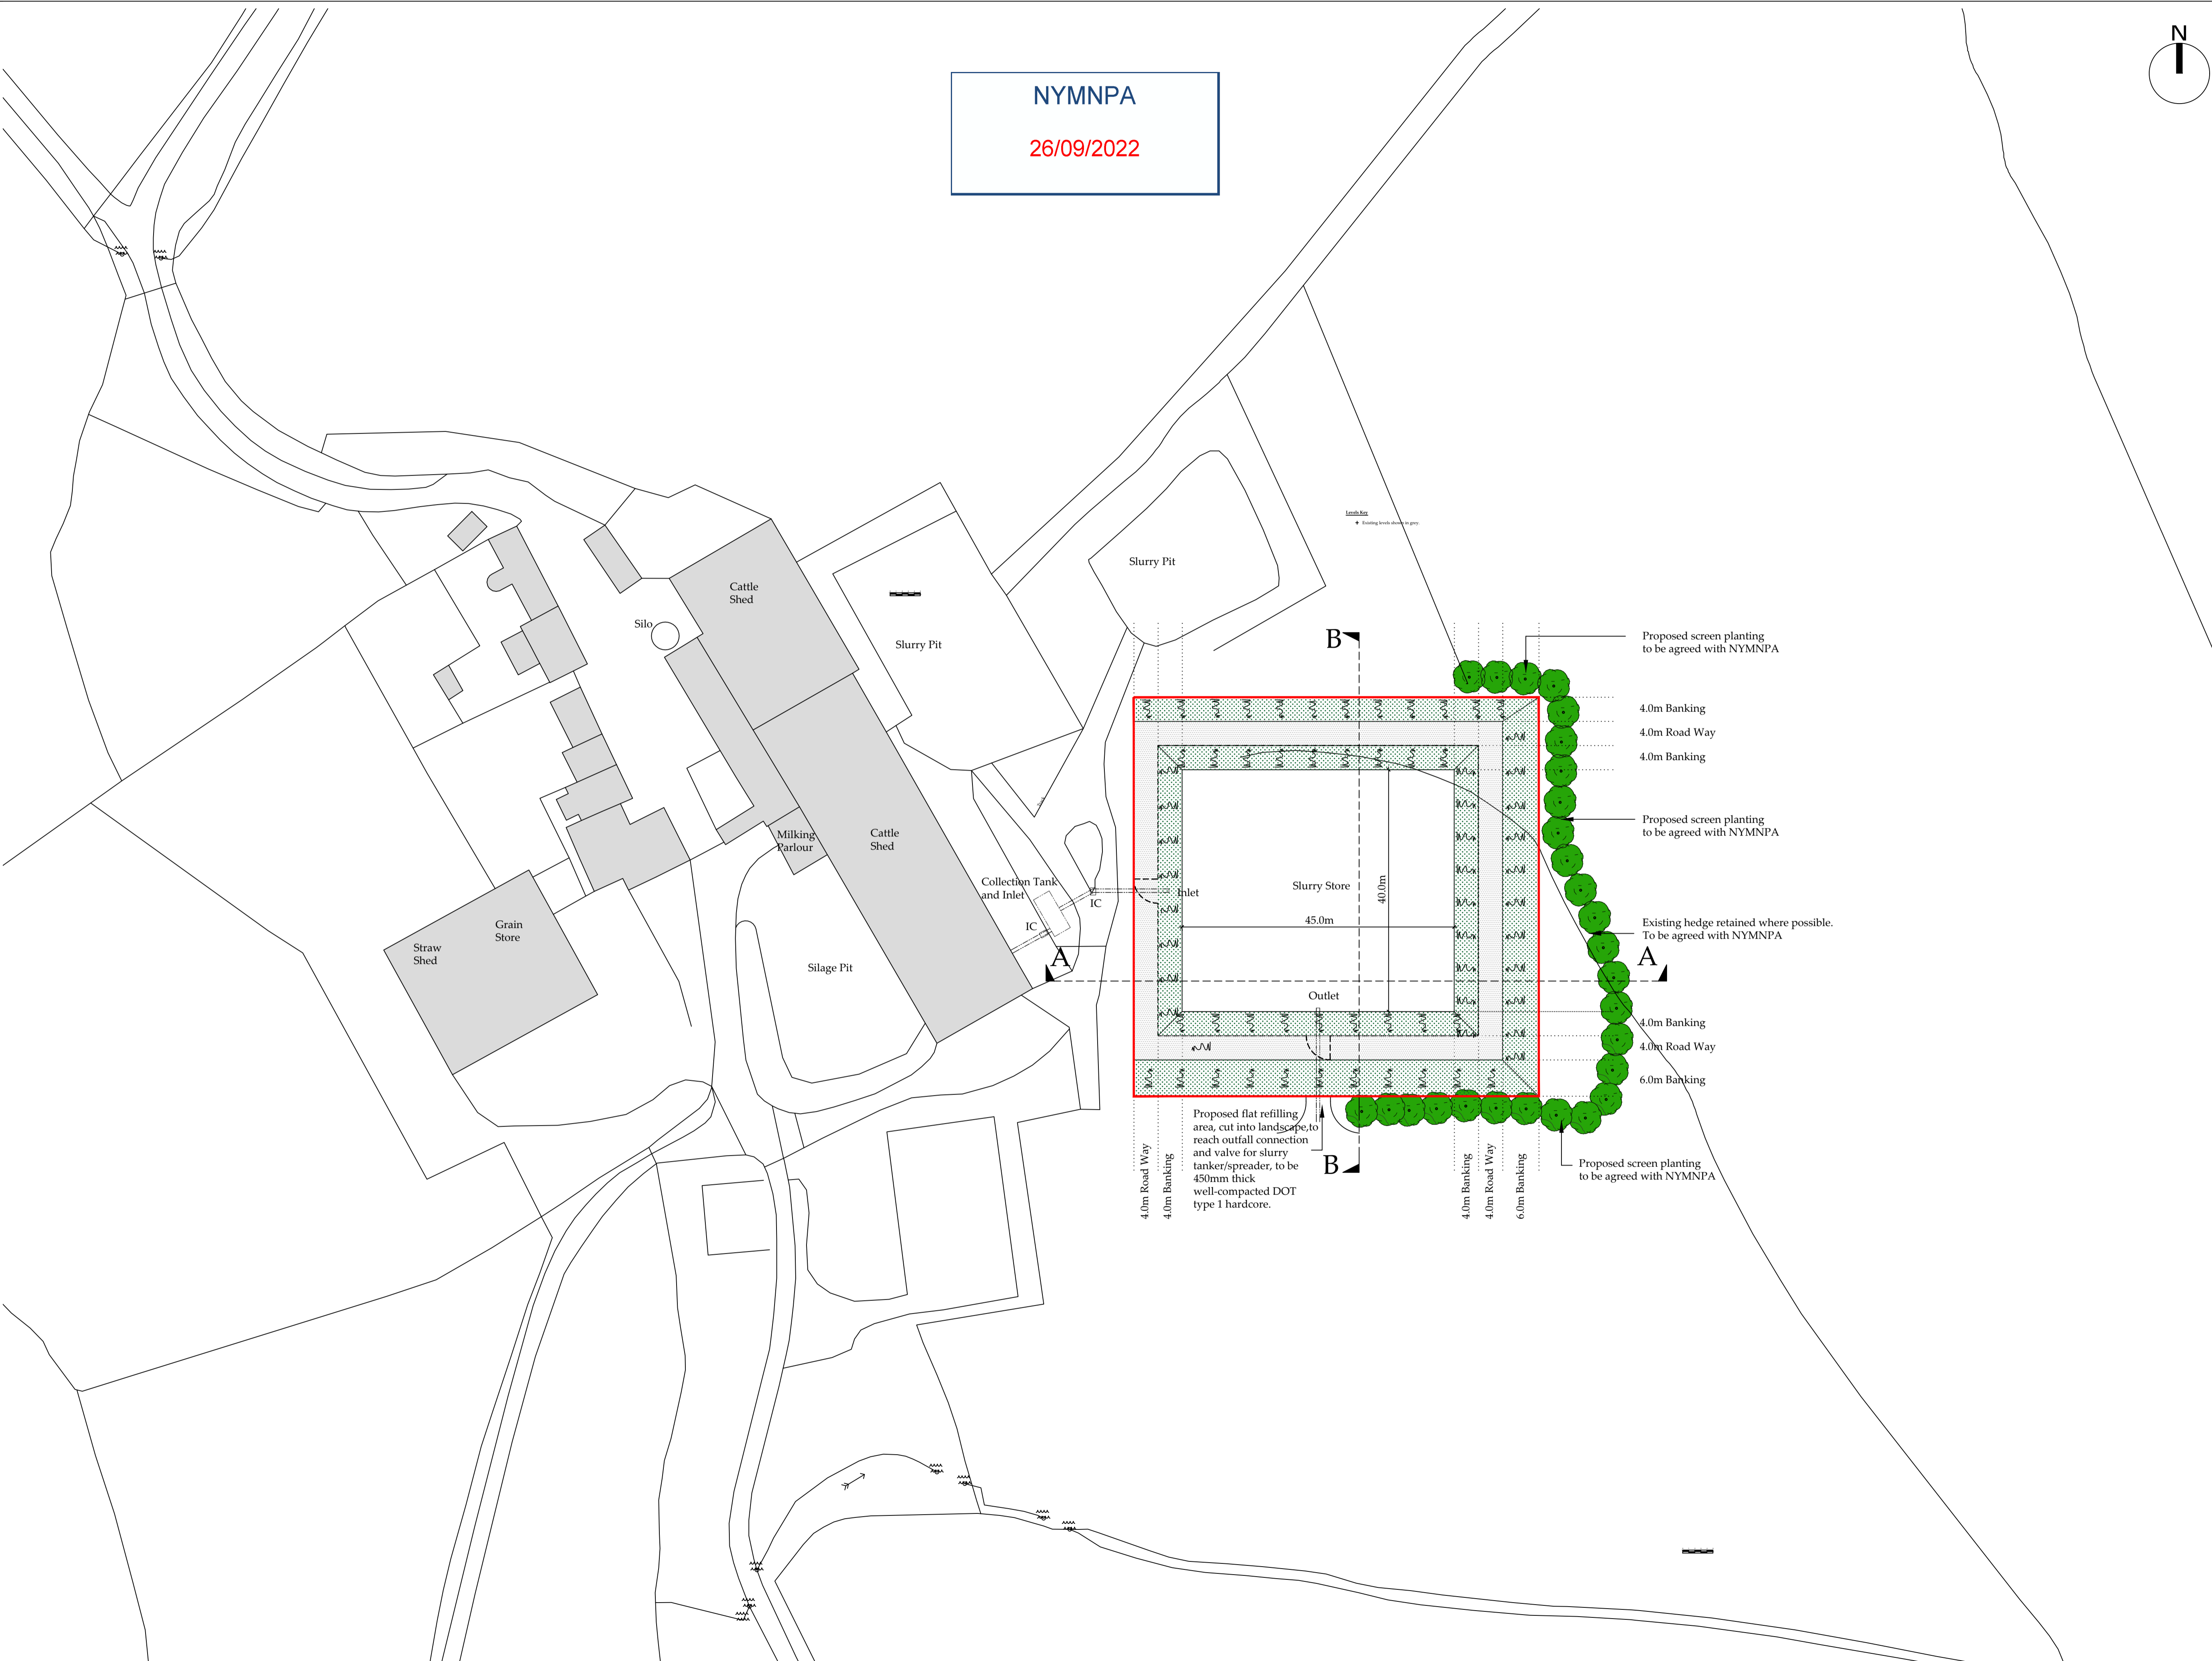 N
NYMNPA
26/09/2022
Levels Key
Existing levels shown in grey.
Slurry Pit
Cattle
Shed
Silo
Slurry Pit
B
Proposed screen planting
to be agreed with NYMNPA
4.0m Banking
4.0m Road Way
4.0m Banking
Proposed screen planting
to be agreed with NYMNPA
Milking
Parlour
Cattle
Shed
Collection Tank
and Inlet
IC
IC
Inlet
Slurry Store
40.0m
45.0m
Existing hedge retained where possible.
To be agreed with NYMNPA
Grain
Store
Straw
Shed
Silage Pit
A
A
Outlet
4.0m Banking
4.0m Road Way
6.0m Banking
Proposed flat refilling
area, cut into landscape,to
reach outfall connection
and valve for slurry
tanker/spreader, to be
450mm thick
well-compacted DOT
type 1 hardcore.
B
4.0m Road Way
4.0m Banking
4.0m Banking
4.0m Road Way
6.0m Banking
Proposed screen planting
to be agreed with NYMNPA